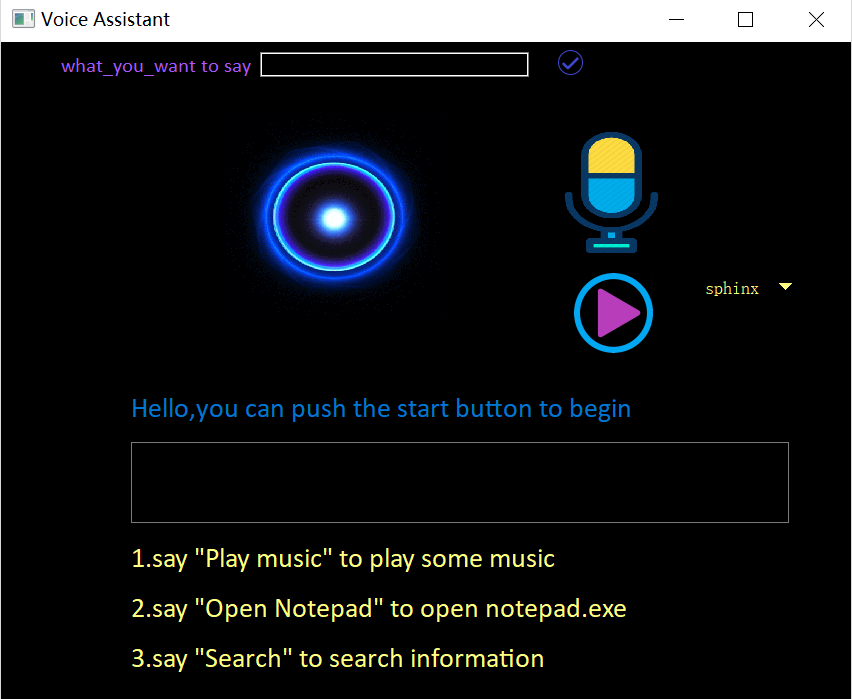 Voice Assistant
what_you_want to say
sphinx
Hello,you can push the start button to begin
1.say "Play music" to play some music
2.say "Open Notepad" to open notepad.exe
3.say "Search" to search information